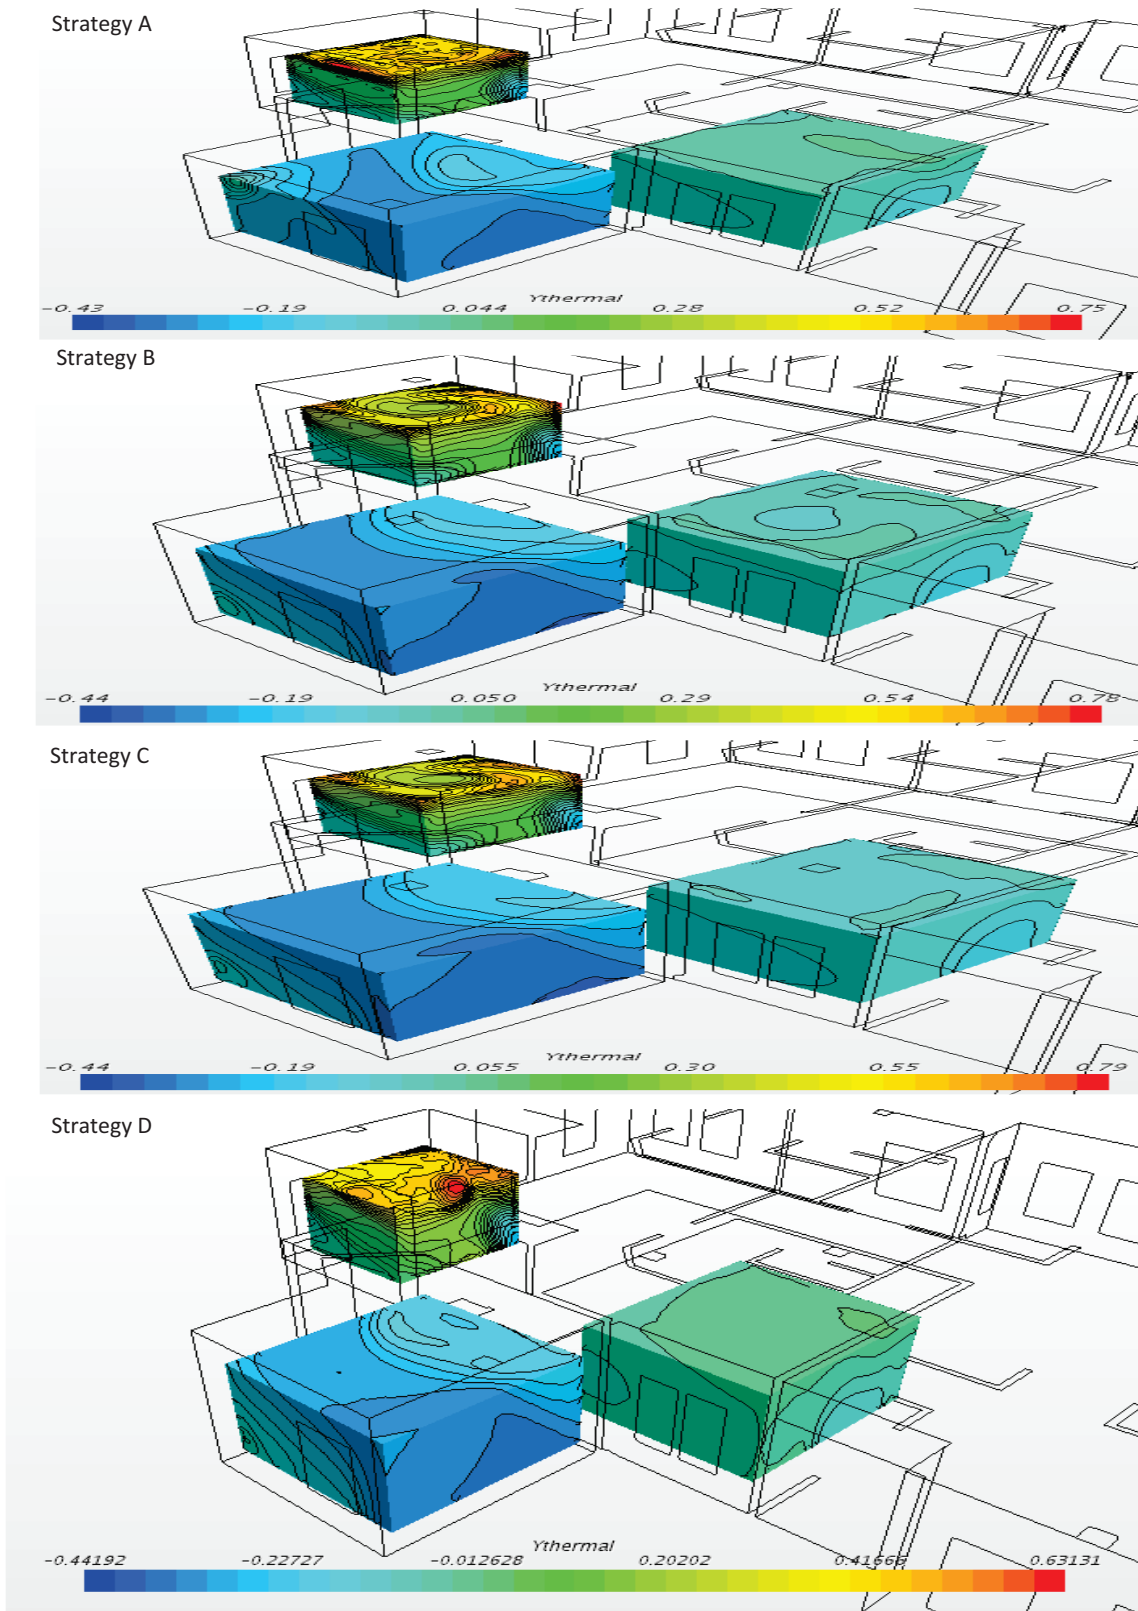 Strategy A
Ythermal
-0.43 -0.19 0.044 0.28 0.52 0.75
Strategy B
Ythermal
-0.44 -0.19 0.050 0.29 0.54 0.78
Strategy C
Ythermal
-0.44 -0.19 0.055 0.30 0.55 0.79
Strategy D
Ythermal
-0.44192 -0.22727 -0.012628 0.20202 0.41666 0.63131